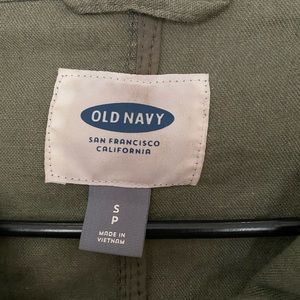 OLD NAVY
SAN FRANCISCO
CALIFORNIA
S
P
MADE IN
VIETNAM